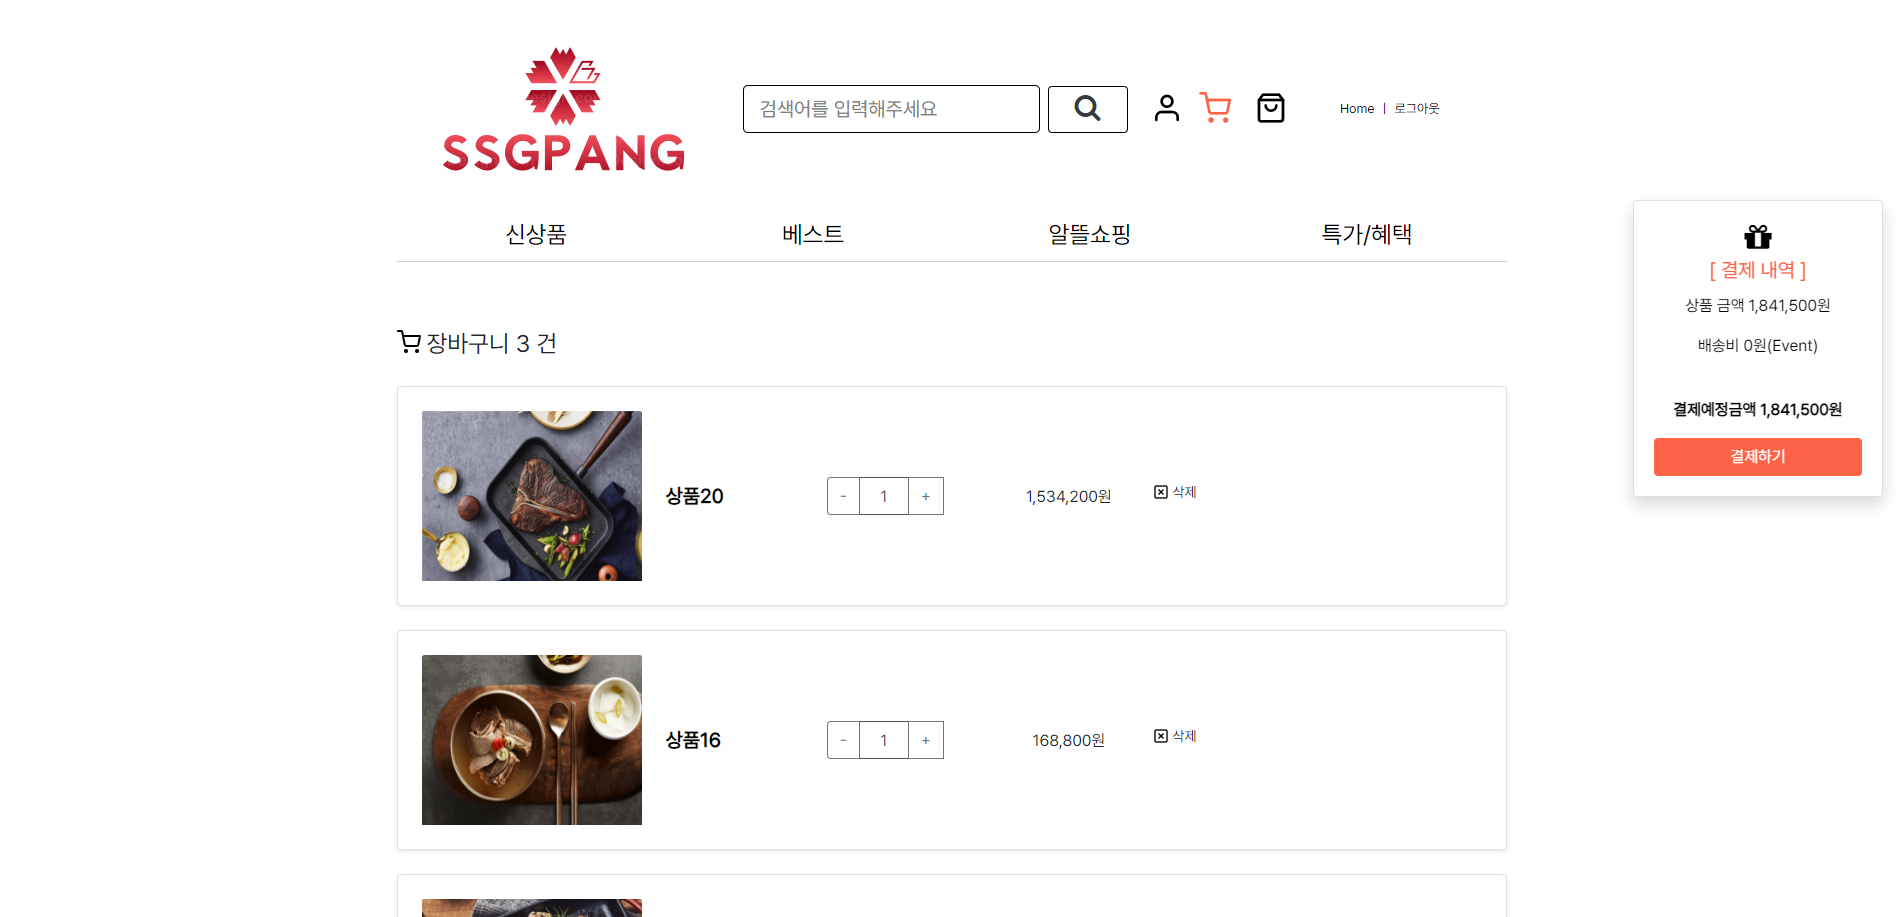 SSGPANG
검색어를 입력해주세요
Home | 로그아웃
신상품 베스트 알뜰쇼핑 특가/혜택
[ 결제 내역 ]
상품 금액 1,841,500원
배송비 0원(Event)
결제예정금액 1,841,500원
결제하기
장바구니 3 건
상품20 - 1 + 1,534,200원 삭제
상품16 - 1 + 168,800원 삭제